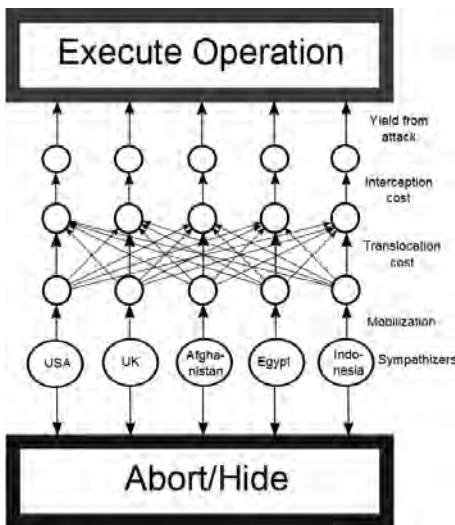 Execute Operation
Yield from
attack
Interception
cost
Translocation
cost
Mobilization
USA
UK
Afgha-
nistan
Egypt
Indo-
nesia
Sympathizers
Abort/Hide